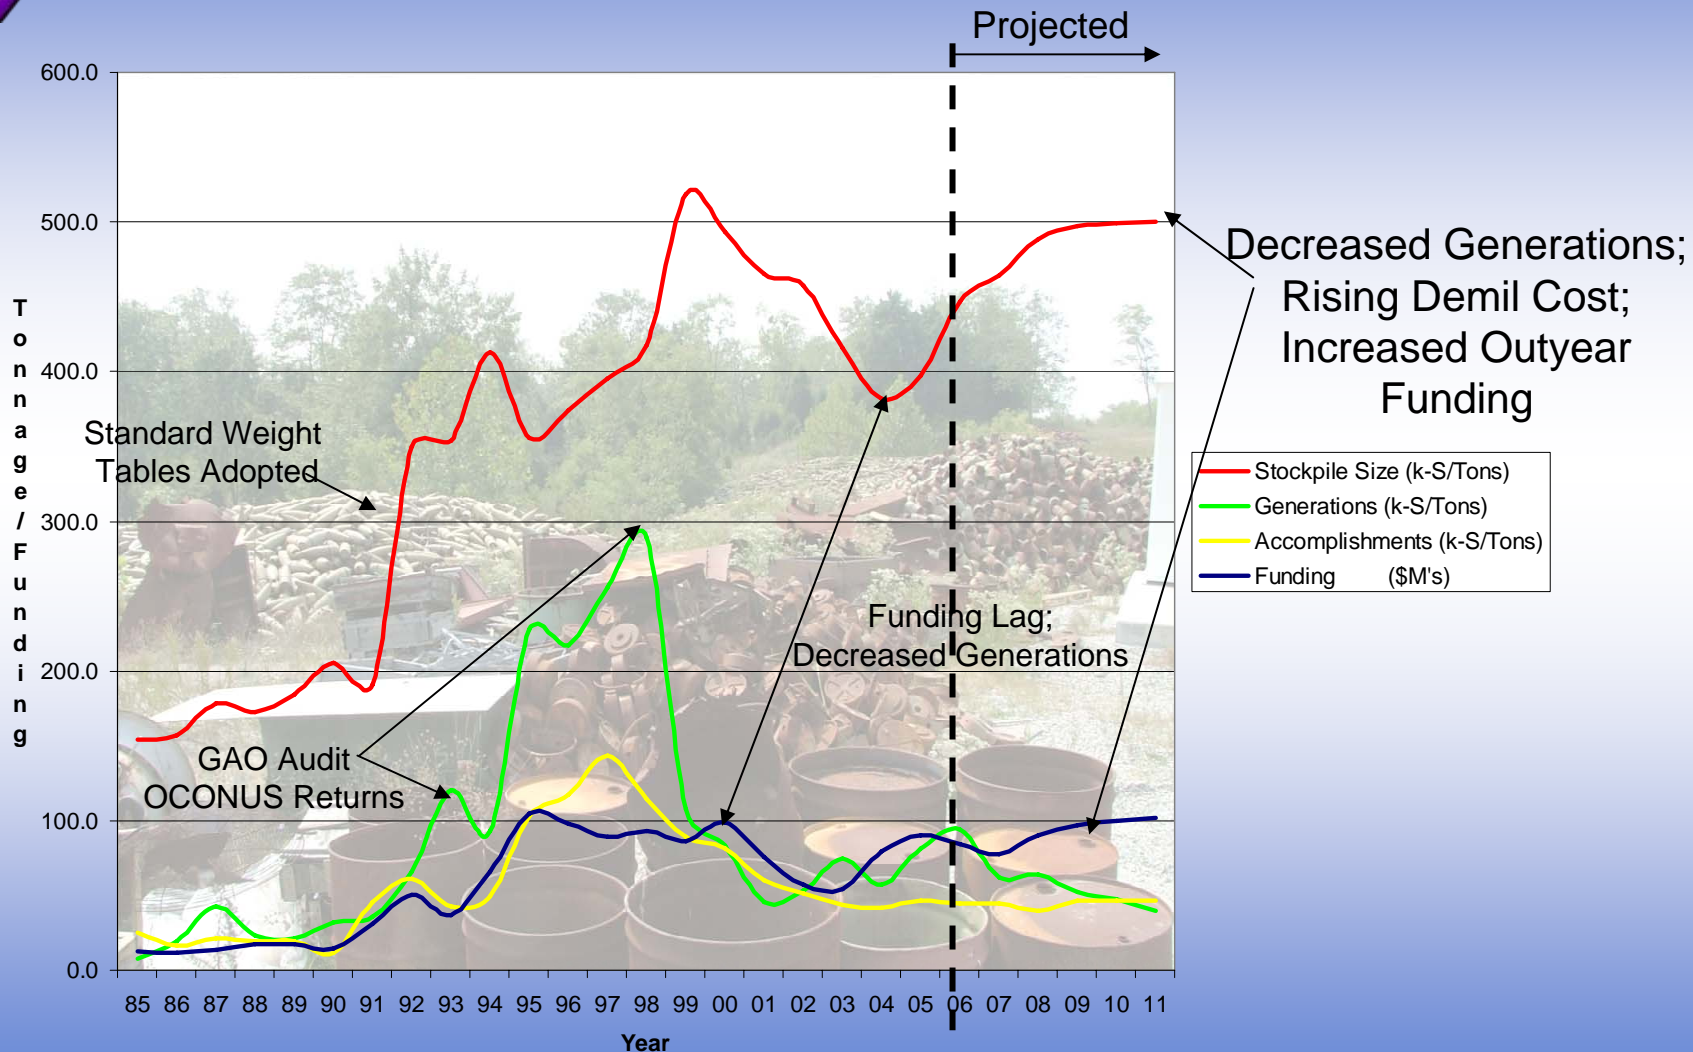 Projected
600.0
500.0
400.0
300.0
200.0
100.0
0.0
Tonnage/Funding
Standard Weight
Tables Adopted
GAO Audit
OCONUS Returns
Funding Lag;
Decreased Generations
Decreased Generations;
Rising Demil Cost;
Increased Outyear
Funding
Stockpile Size (k-S/Tons)
Generations (k-S/Tons)
Accomplishments (k-S/Tons)
Funding ($M's)
85 86 87 88 89 90 91 92 93 94 95 96 97 98 99 00 01 02 03 04 05 06 07 08 09 10 11
Year